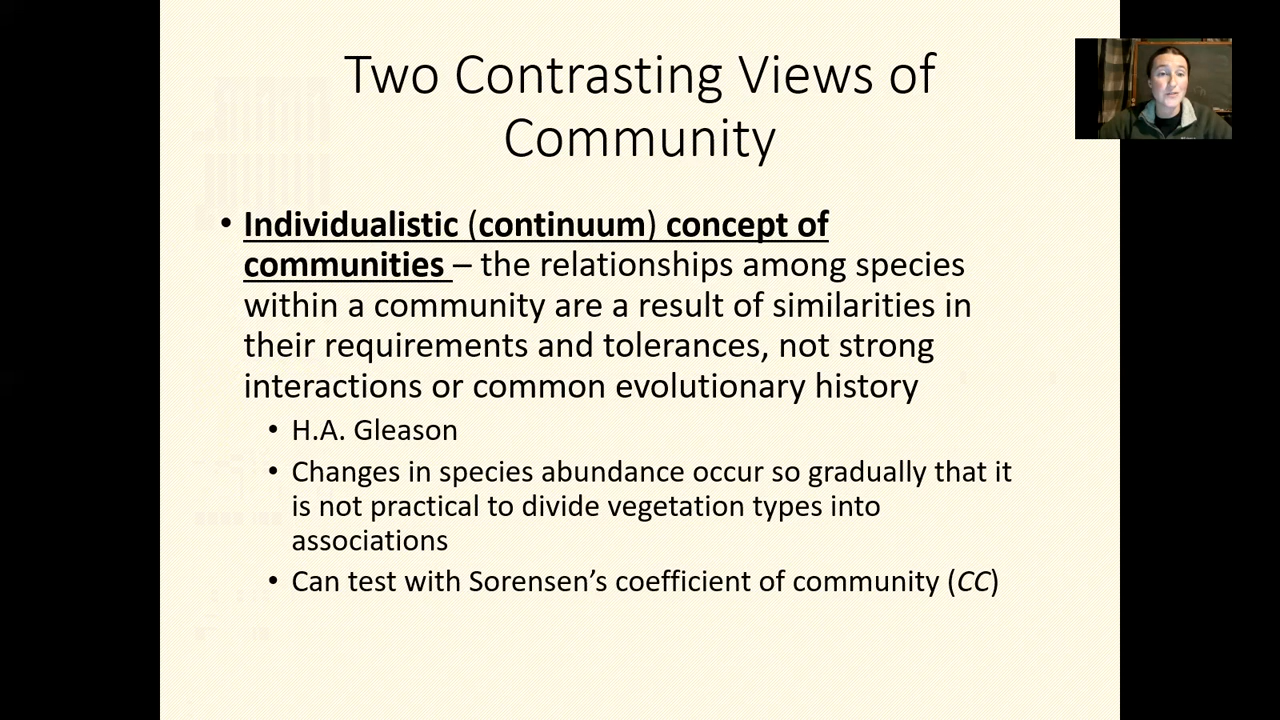 Two Contrasting Views of
Community
• Individualistic (continuum) concept of
communities – the relationships among species
within a community are a result of similarities in
their requirements and tolerances, not strong
interactions or common evolutionary history
• H.A. Gleason
• Changes in species abundance occur so gradually that it
is not practical to divide vegetation types into
associations
• Can test with Sorensen’s coefficient of community (CC)